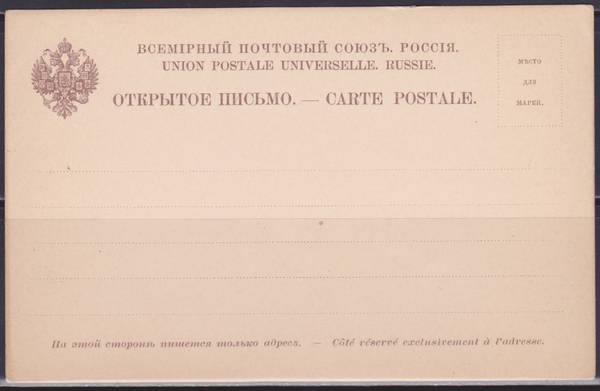 ВСЕМІРНЫЙ ПОЧТОВЫЙ СОЮЗЪ. РОССІЯ.
UNION POSTALE UNIVERSELLE. RUSSIE.
ОТКРЫТОЕ ПИСЬМО. — CARTE POSTALE.
МѢСТО
ДЛЯ
МАРКИ.
На этой сторонѣ пишется только адресъ. — Côté réservé exclusivement à l'adresse.